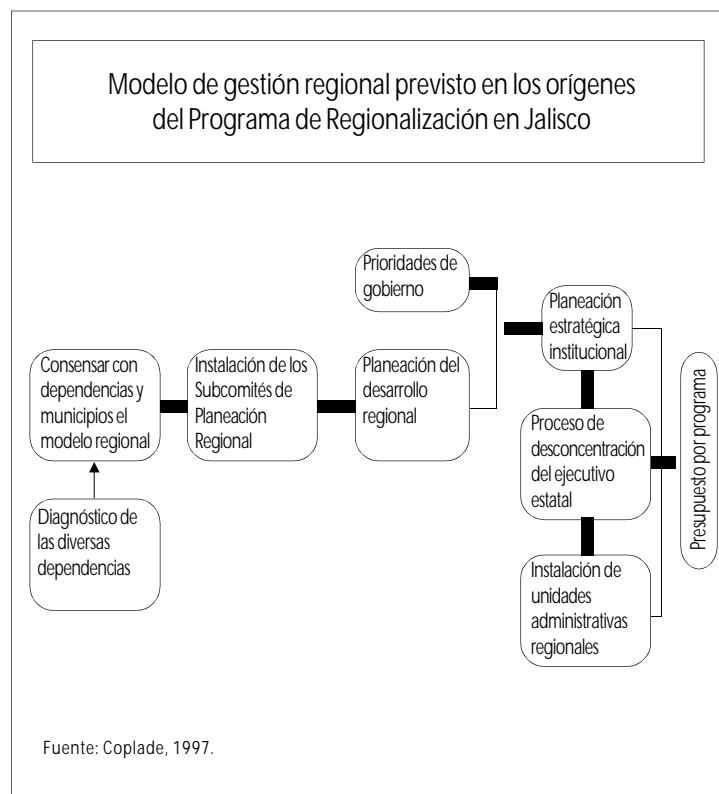 Modelo de gestión regional previsto en los orígenes
del Programa de Regionalización en Jalisco
Prioridades de
gobierno
Planeación
estratégica
institucional
Consensar con
dependencias y
municipios el
modelo regional
Instalación de los
Subcomités de
Planeación
Regional
Planeación del
desarrollo
regional
Proceso de
desconcentración
del ejecutivo
estatal
Presupuesto por programa
Diagnóstico de
las diversas
dependencias
Instalación de
unidades
administrativas
regionales
Fuente: Coplade, 1997.